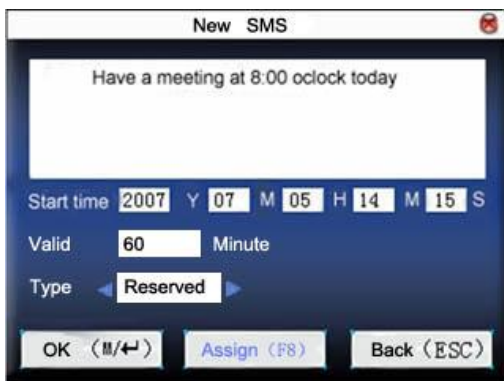 New SMS
Have a meeting at 8:00 oclock today
Start time 2007 Y 07 M 05 H 14 M 15 S
Valid 60 Minute
Type Reserved
OK (M/↵) Assign (F8) Back (ESC)